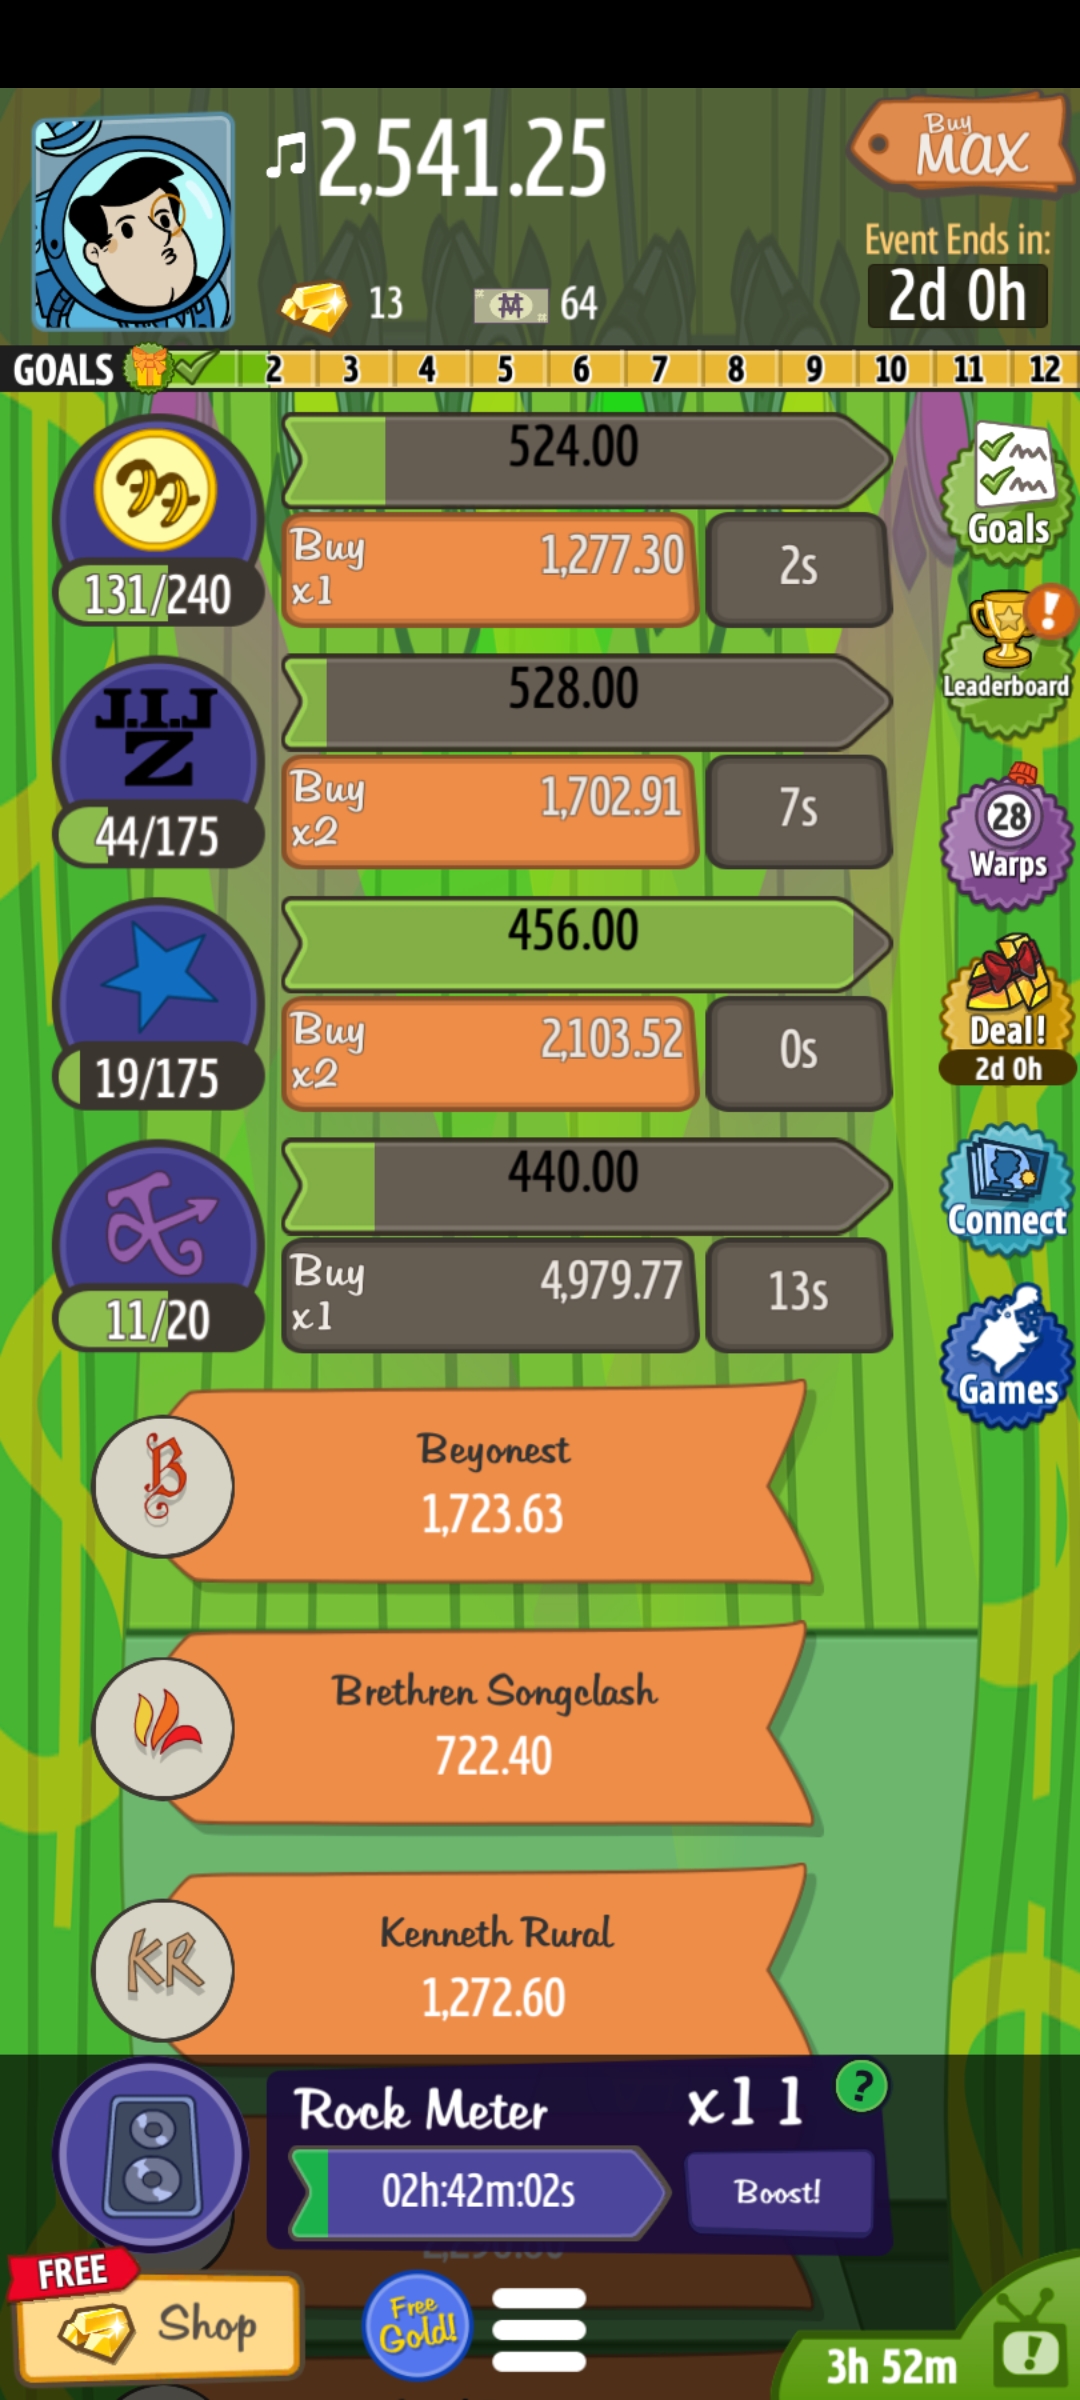 2,541.25
Buy
MAX
Event Ends in:
2d 0h
13
64
GOALS 2 3 4 5 6 7 8 9 10 11 12
524.00
Buy
x1
1,277.30
2s
131/240
Goals
J.I.J
Z
528.00
Buy
x2
1,702.91
7s
44/175
Leaderboard
28
Warps
456.00
Buy
x2
2,103.52
0s
19/175
Deal!
2d 0h
440.00
Buy
x1
4,979.77
13s
11/20
Connect
Games
B
Beyonest
1,723.63
Brethren Songclash
722.40
KR
Kenneth Rural
1,272.60
Rock Meter
x11
?
02h:42m:02s
Boost!
FREE
Shop
Free
Gold!
3h 52m
!